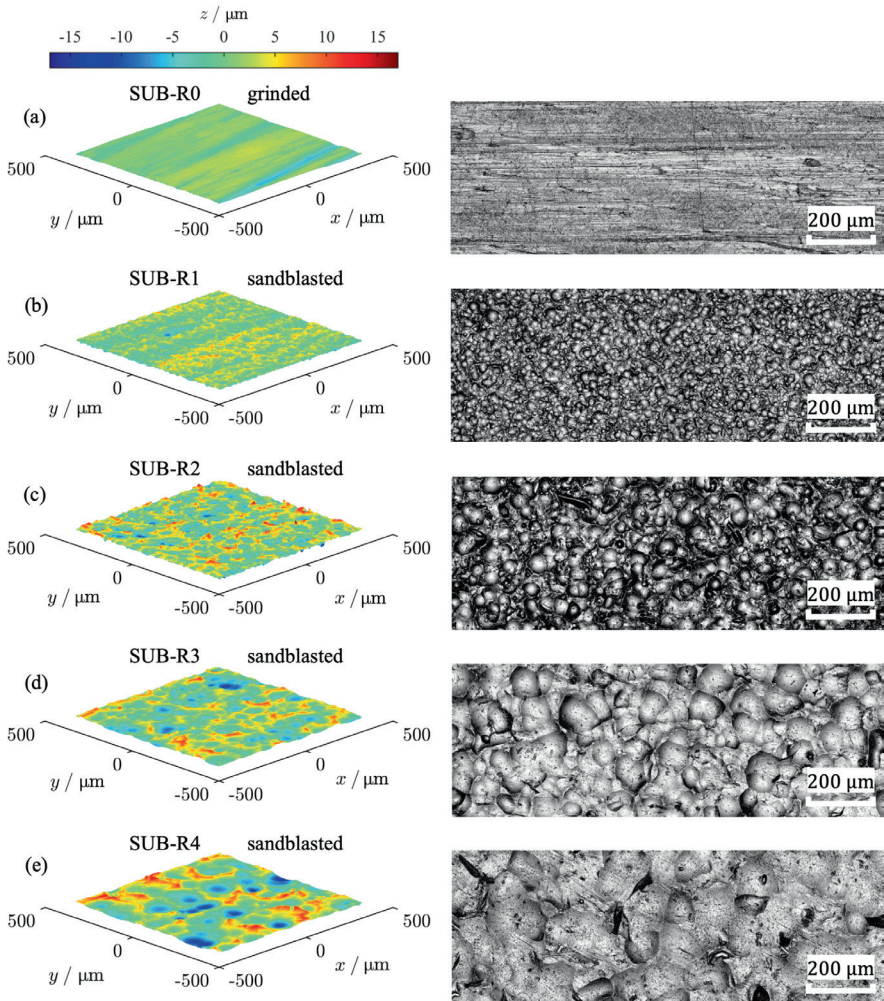 z / μm
-15 -10 -5 0 5 10 15
SUB-R0 grinded
(a)
500 500
0 0
y / μm x / μm
-500 -500
200 μm
SUB-R1 sandblasted
(b)
500 500
0 0
y / μm x / μm
-500 -500
200 μm
SUB-R2 sandblasted
(c)
500 500
0 0
y / μm x / μm
-500 -500
200 μm
SUB-R3 sandblasted
(d)
500 500
0 0
y / μm x / μm
-500 -500
200 μm
SUB-R4 sandblasted
(e)
500 500
0 0
y / μm x / μm
-500 -500
200 μm